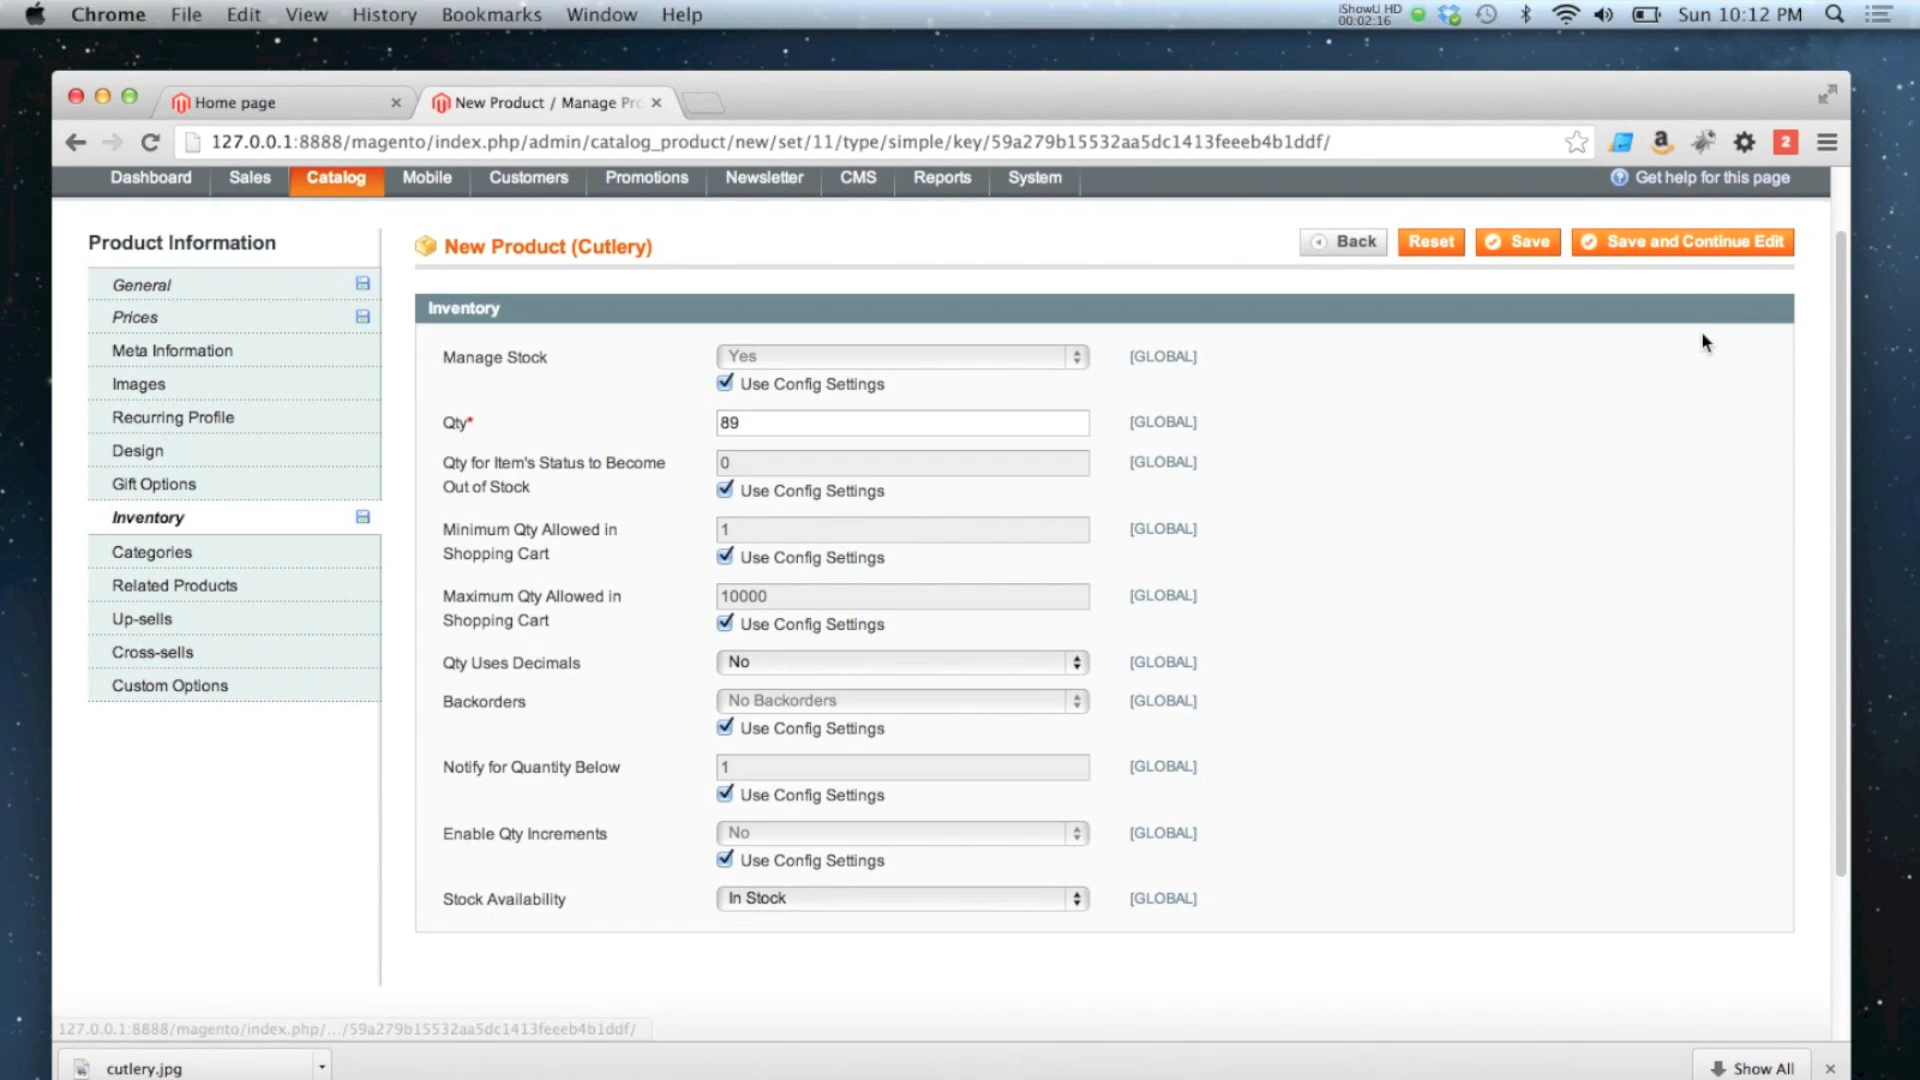 Chrome File Edit View History Bookmarks Window Help
iShowU HD
00:02:16
Sun 10:12 PM
Home page
New Product / Manage Pro
127.0.0.1:8888/magento/index.php/admin/catalog_product/new/set/11/type/simple/key/59a279b15532aa5dc1413feeeb4b1ddf/
2
Dashboard Sales Catalog Mobile Customers Promotions Newsletter CMS Reports System
Get help for this page
Product Information
General
Prices
Meta Information
Images
Recurring Profile
Design
Gift Options
Inventory
Categories
Related Products
Up-sells
Cross-sells
Custom Options
New Product (Cutlery)
Back Reset Save Save and Continue Edit
Inventory
Manage Stock Yes [GLOBAL]
Use Config Settings
Qty* 89 [GLOBAL]
Qty for Item's Status to Become 0 [GLOBAL]
Out of Stock Use Config Settings
Minimum Qty Allowed in 1 [GLOBAL]
Shopping Cart Use Config Settings
Maximum Qty Allowed in 10000 [GLOBAL]
Shopping Cart Use Config Settings
Qty Uses Decimals No [GLOBAL]
Backorders No Backorders [GLOBAL]
Use Config Settings
Notify for Quantity Below 1 [GLOBAL]
Use Config Settings
Enable Qty Increments No [GLOBAL]
Use Config Settings
Stock Availability In Stock [GLOBAL]
127.0.0.1:8888/magento/index.php/.../59a279b15532aa5dc1413feeeb4b1ddf/
cutlery.jpg
Show All